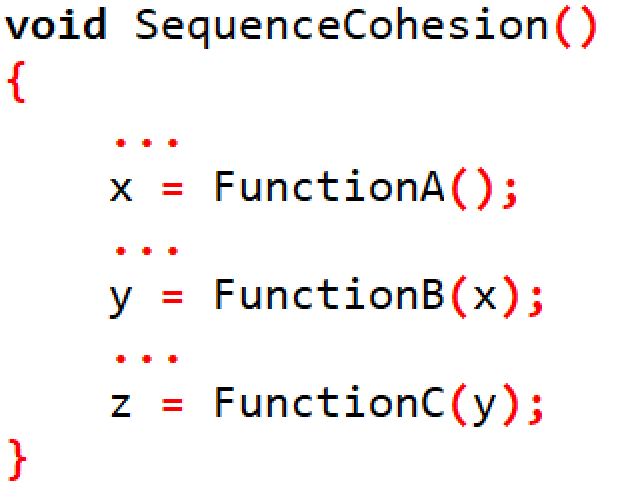 void SequenceCohesion()
{
...
x = FunctionA();
...
y = FunctionB(x);
...
z = FunctionC(y);
}